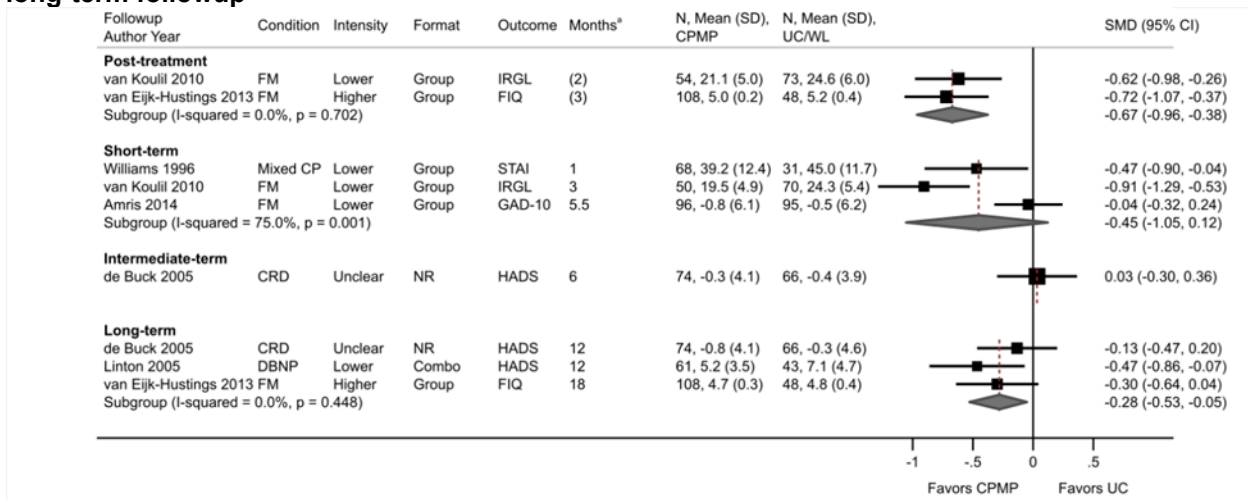 long-term followup
Followup
Author Year Condition Intensity Format Outcome Months^a N, Mean (SD), CPMP N, Mean (SD), UC/WL SMD (95% CI)
Post-treatment
van Koulil 2010 FM Lower Group IRGL (2) 54, 21.1 (5.0) 73, 24.6 (6.0) -0.62 (-0.98, -0.26)
van Eijk-Hustings 2013 FM Higher Group FIQ (3) 108, 5.0 (0.2) 48, 5.2 (0.4) -0.72 (-1.07, -0.37)
Subgroup (I-squared = 0.0%, p = 0.702) -0.67 (-0.96, -0.38)
Short-term
Williams 1996 Mixed CP Lower Group STAI 1 68, 39.2 (12.4) 31, 45.0 (11.7) -0.47 (-0.90, -0.04)
van Koulil 2010 FM Lower Group IRGL 3 50, 19.5 (4.9) 70, 24.3 (5.4) -0.91 (-1.29, -0.53)
Amris 2014 FM Lower Group GAD-10 5.5 96, -0.8 (6.1) 95, -0.5 (6.2) -0.04 (-0.32, 0.24)
Subgroup (I-squared = 75.0%, p = 0.001) -0.45 (-1.05, 0.12)
Intermediate-term
de Buck 2005 CRD Unclear NR HADS 6 74, -0.3 (4.1) 66, -0.4 (3.9) 0.03 (-0.30, 0.36)
Long-term
de Buck 2005 CRD Unclear NR HADS 12 74, -0.8 (4.1) 66, -0.3 (4.6) -0.13 (-0.47, 0.20)
Linton 2005 DBNP Lower Combo HADS 12 61, 5.2 (3.5) 43, 7.1 (4.7) -0.47 (-0.86, -0.07)
van Eijk-Hustings 2013 FM Higher Group FIQ 18 108, 4.7 (0.3) 48, 4.8 (0.4) -0.30 (-0.64, 0.04)
Subgroup (I-squared = 0.0%, p = 0.448) -0.28 (-0.53, -0.05)
-1 -.5 0 .5
Favors CPMP Favors UC